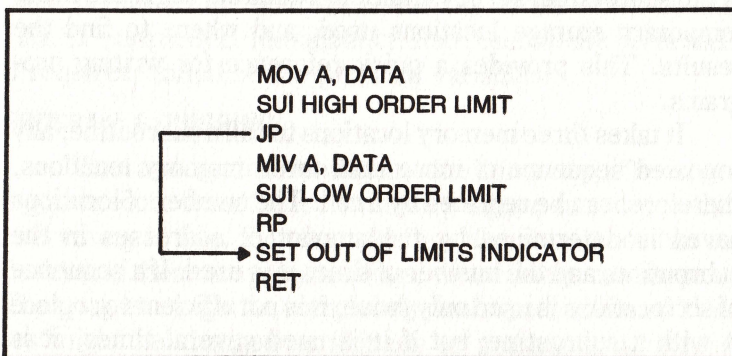 MOV A, DATA
SUI HIGH ORDER LIMIT
JP
MIV A, DATA
SUI LOW ORDER LIMIT
RP
SET OUT OF LIMITS INDICATOR
RET